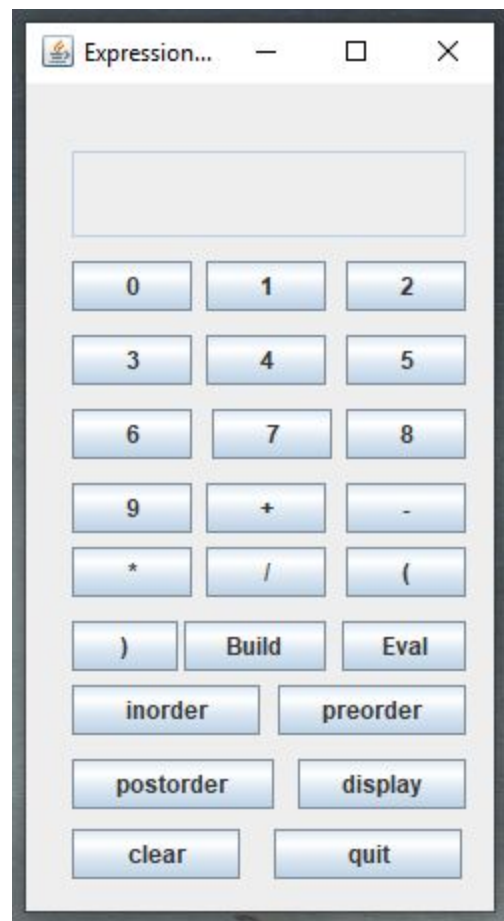 Expression...
0 1 2
3 4 5
6 7 8
9 + -
* / (
) Build Eval
inorder preorder
postorder display
clear quit